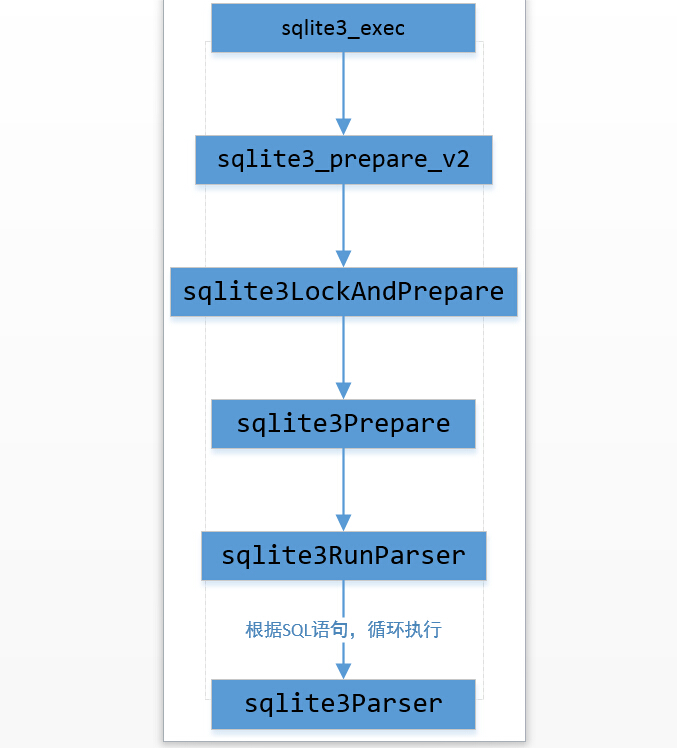 sqlite3_exec
sqlite3_prepare_v2
sqlite3LockAndPrepare
sqlite3Prepare
sqlite3RunParser
根据SQL语句，循环执行
sqlite3Parser